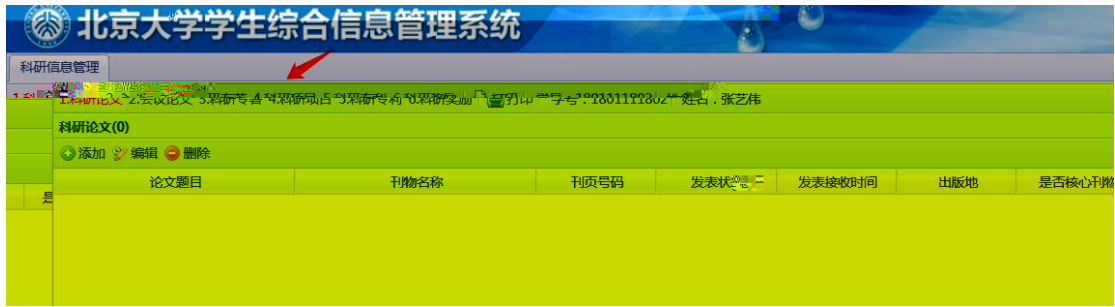 北京大学学生综合信息管理系统
科研信息管理
1.科研论文 2.会议论文 3.科研专著 4.科研项目 5.科研专利 6.科研奖励 打印 学号: 姓名:张艺伟
科研论文(0)
添加 编辑 删除
论文题目 刊物名称 刊页号码 发表状 发表接收时间 出版地 是否核心刊物